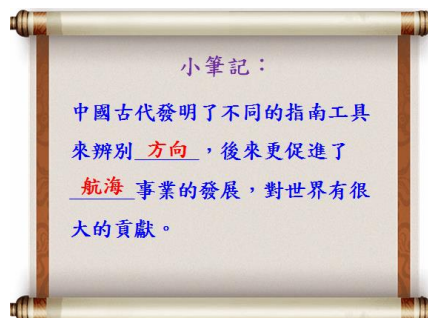 小筆記：
中國古代發明了不同的指南工具
來辨別 方向 ，後來更促進了
航海 事業的發展，對世界有很
大的貢獻。